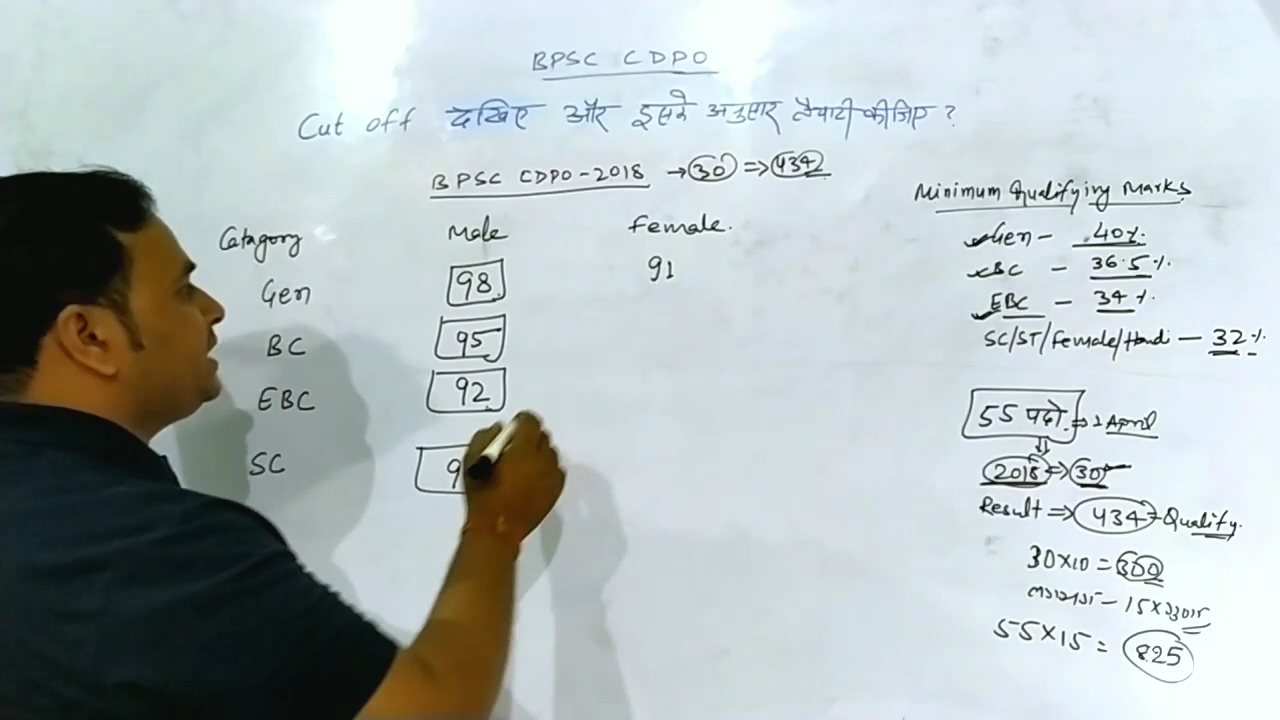 BPSC CDPO
Cut off देखिए और इसके अनुसार तैयारी कीजिए ?
BPSC CDPO-2018 → 30 ⇒ 434
Catagory Male Female.
Gen 98 91
BC 95
EBC 92
SC 9
Minimum Qualifying Marks
Gen - 40%
BC - 36.5%
EBC - 34%
SC/ST/Female/Handi - 32%
55 पदो ⇒ 2 April
2018 ⇒ 30
Result ⇒ 434 - Qualify.
30×10 = 300
- 15
55×15 = 825